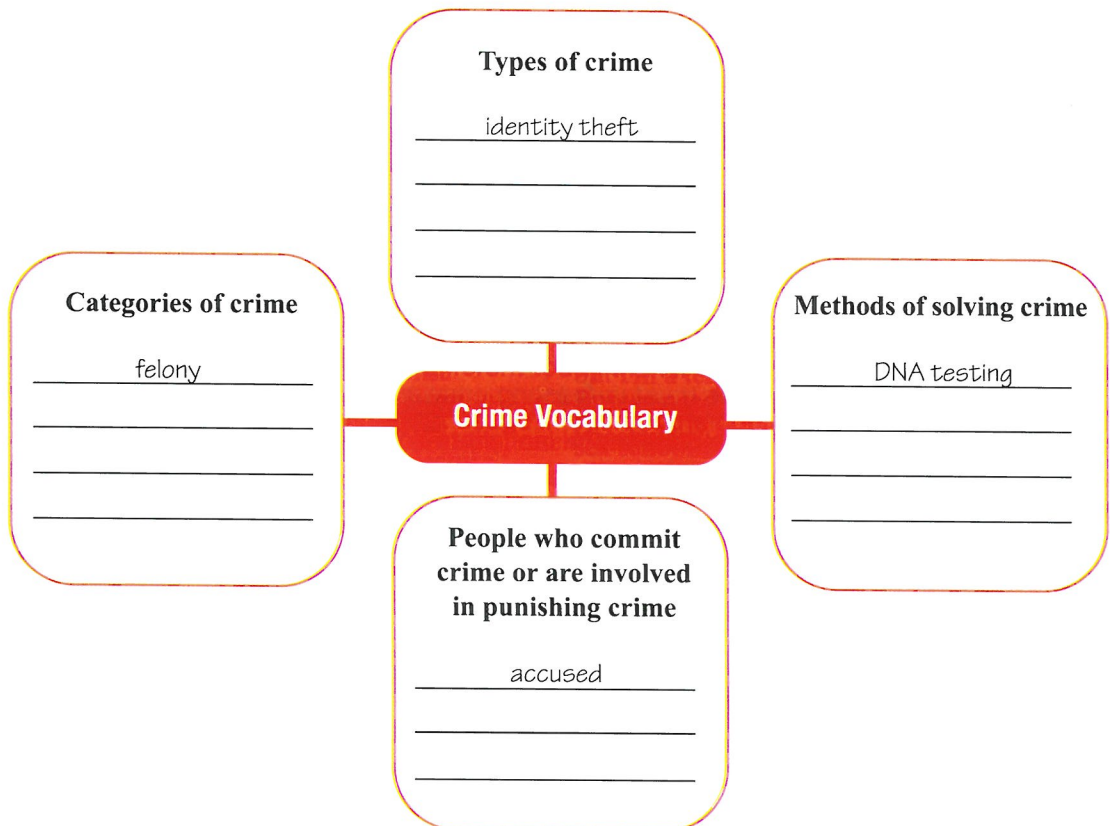 Types of crime
identity theft
Categories of crime
felony
Crime Vocabulary
Methods of solving crime
DNA testing
People who commit
crime or are involved
in punishing crime
accused